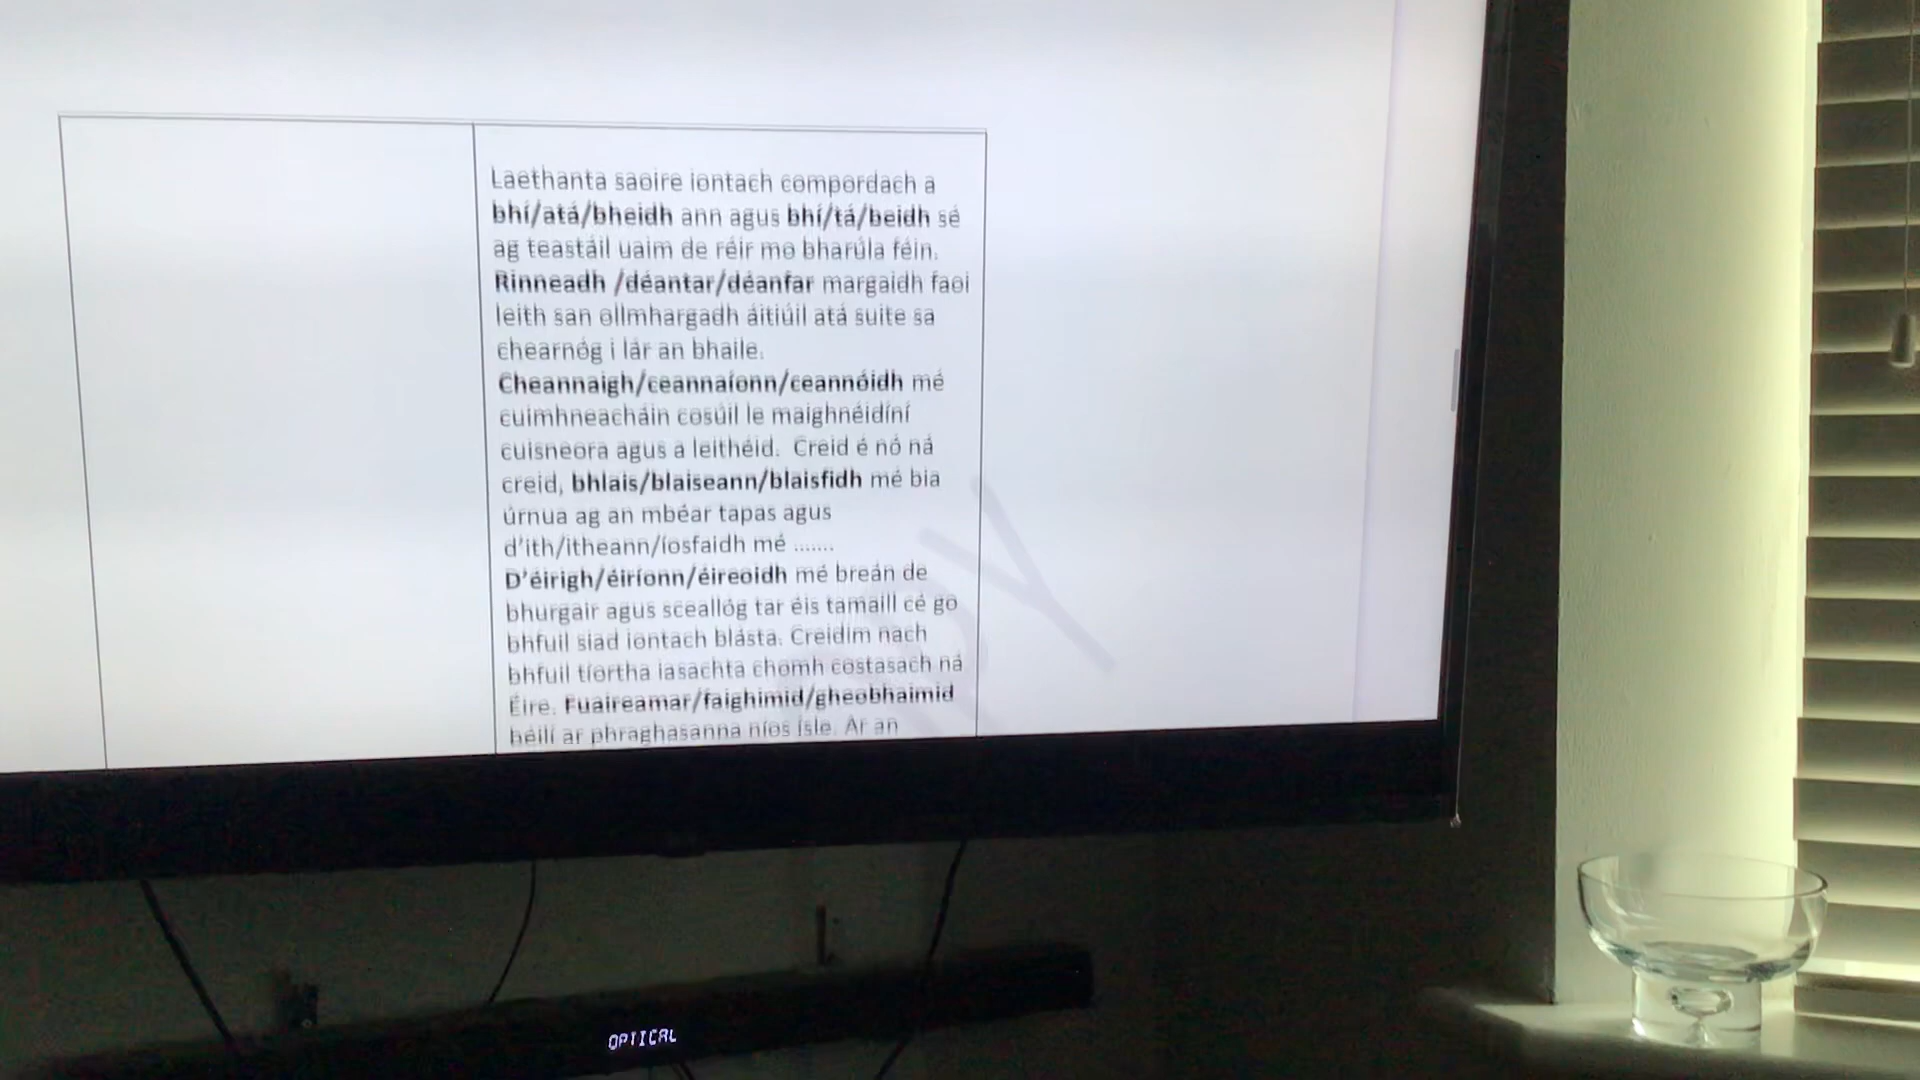 Laethanta saoire iontach compordach a
bhí/atá/bheidh ann agus bhí/tá/beidh sé
ag teastáil uaim de réir mo bharúla féin.
Rinneadh /déantar/déanfar margaidh faoi
leith san ollmhargadh áitiúil atá suite sa
chearnóg i lár an bhaile.
Cheannaigh/ceannaíonn/ceannóidh mé
cuimhneacháin cosúil le maighnéidíní
cuisneora agus a leithéid. Creid é nó ná
creid, bhlais/blaiseann/blaisfidh mé bia
úrnua ag an mbéar tapas agus
d'ith/itheann/íosfaidh mé .......
D'éirigh/éiríonn/éireoidh mé breán de
bhurgair agus sceallóg tar éis tamaill cé go
bhfuil siad iontach blásta. Creidim nach
bhfuil tíortha iasachta chomh costasach ná
Éire. Fuaireamar/faighimid/gheobhaimid
béilí ar phraghasanna níos ísle. Ar an
OPTICAL